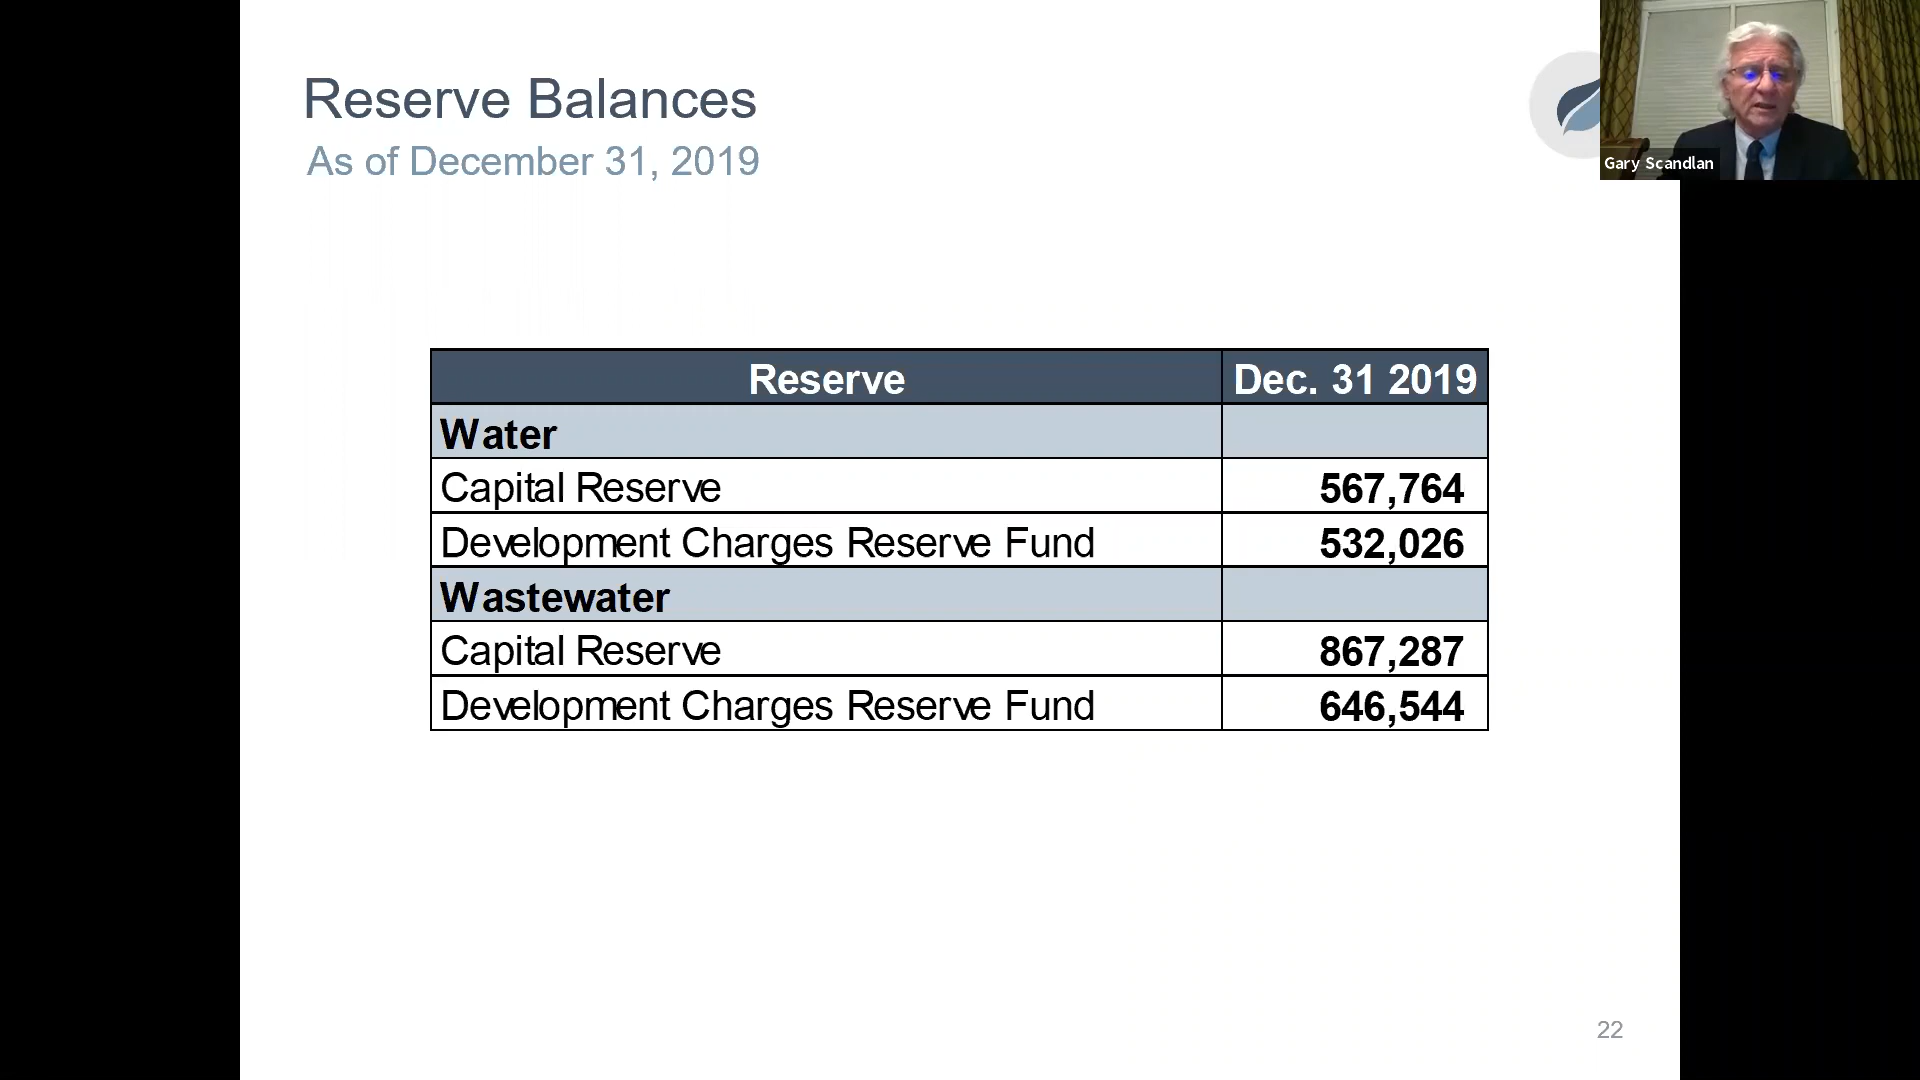 Reserve Balances
As of December 31, 2019
Gary Scandlan
Reserve Dec. 31 2019
Water
Capital Reserve 567,764
Development Charges Reserve Fund 532,026
Wastewater
Capital Reserve 867,287
Development Charges Reserve Fund 646,544
22